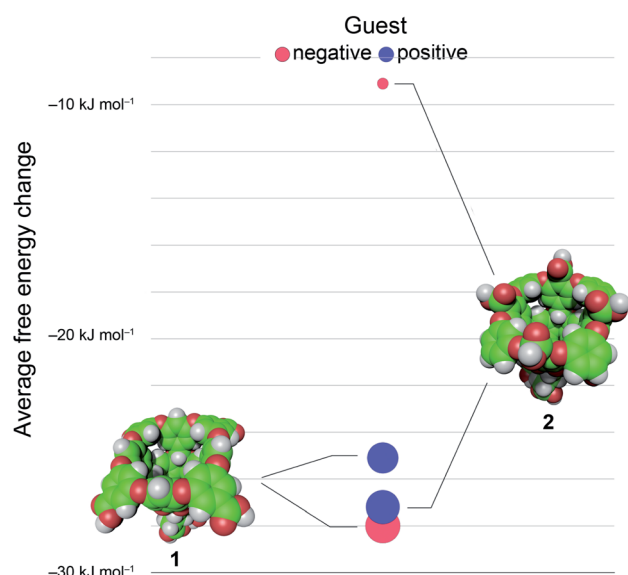 Guest
negative positive
–10 kJ mol⁻¹
Average free energy change
–20 kJ mol⁻¹
2
1
–30 kJ mol⁻¹